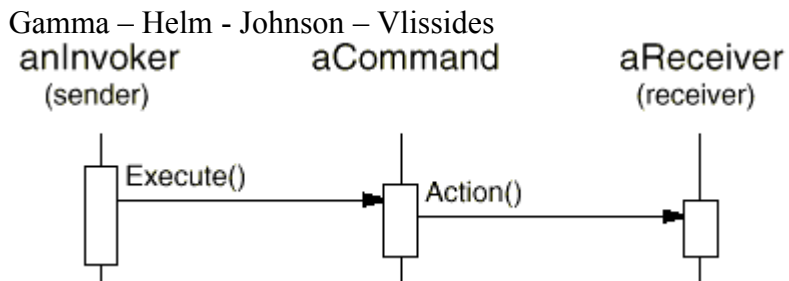 Gamma – Helm - Johnson – Vlissides
anInvoker aCommand aReceiver
(sender) (receiver)
Execute()
Action()